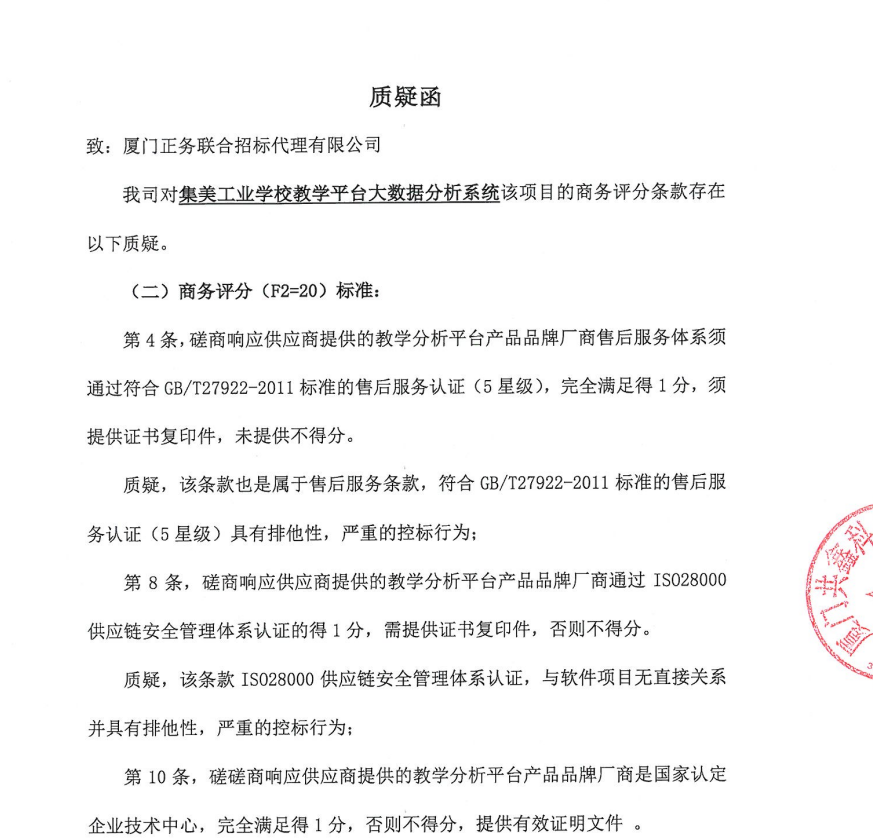 质疑函
致：厦门正务联合招标代理有限公司
我司对集美工业学校教学平台大数据分析系统该项目的商务评分条款存在
以下质疑。
（二）商务评分（F2=20）标准：
第 4 条，磋商响应供应商提供的教学分析平台产品品牌厂商售后服务体系须
通过符合 GB/T27922-2011 标准的售后服务认证（5 星级），完全满足得 1 分，须
提供证书复印件，未提供不得分。
质疑，该条款也是属于售后服务条款，符合 GB/T27922-2011 标准的售后服
务认证（5 星级）具有排他性，严重的控标行为；
第 8 条，磋商响应供应商提供的教学分析平台产品品牌厂商通过 ISO28000
供应链安全管理体系认证的得 1 分，需提供证书复印件，否则不得分。
质疑，该条款 ISO28000 供应链安全管理体系认证，与软件项目无直接关系
并具有排他性，严重的控标行为；
第 10 条，磋磋商响应供应商提供的教学分析平台产品品牌厂商是国家认定
企业技术中心，完全满足得 1 分，否则不得分，提供有效证明文件 。
厦门共鑫科